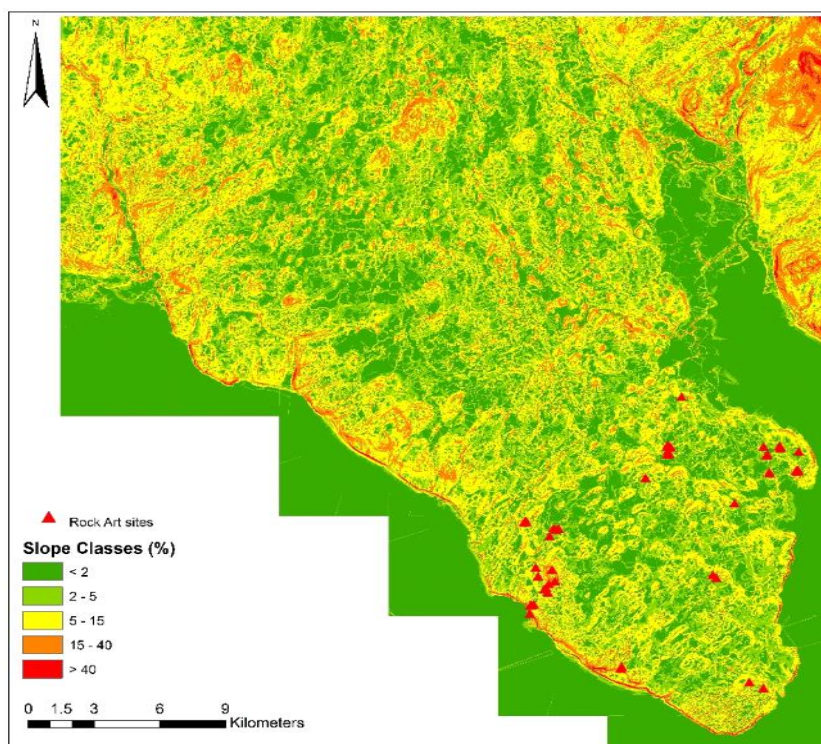 N
Rock Art sites
Slope Classes (%)
< 2
2 - 5
5 - 15
15 - 40
> 40
0 1.5 3 6 9
Kilometers